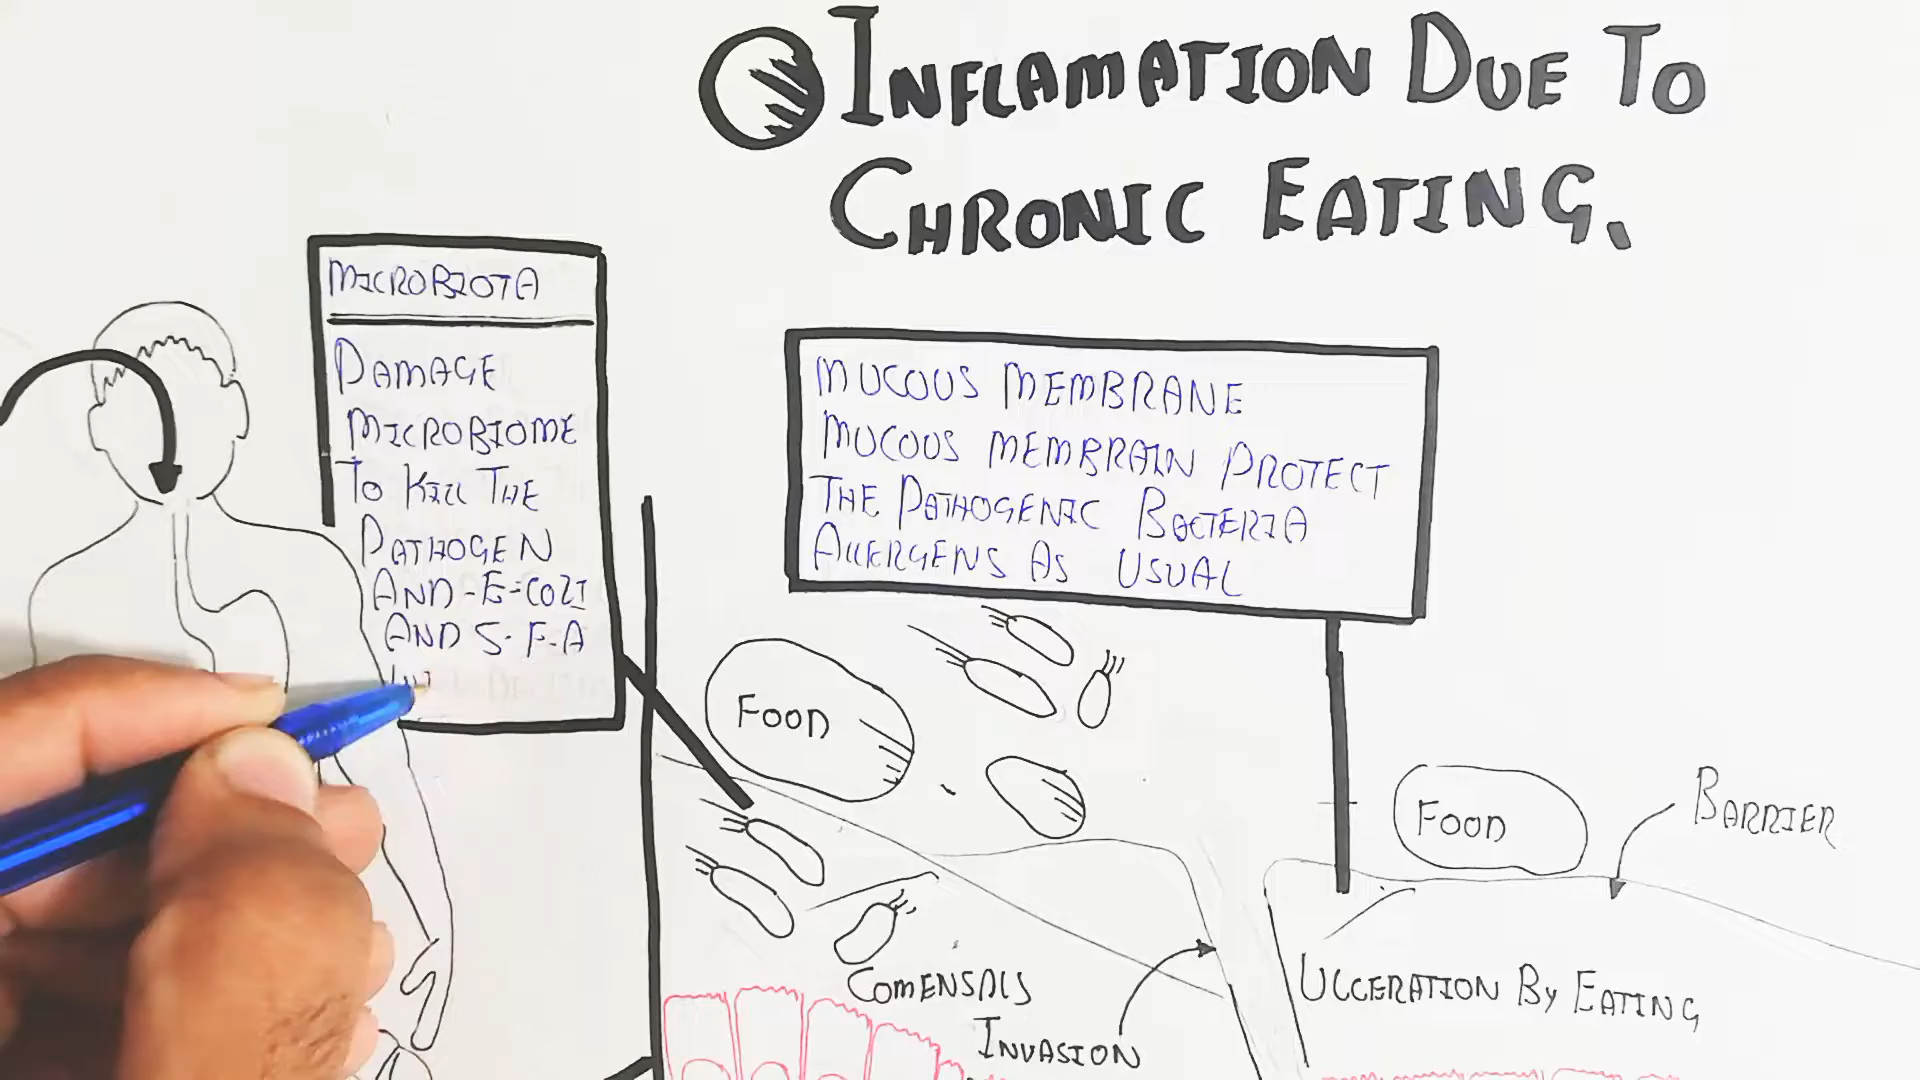 INFLAMATION DUE TO
CHRONIC EATING.
MICROBIOTA
DAMAGE
MICROBIOME
TO KILL THE
PATHOGEN
AND-E-COLI
AND S-F-A
MUCOUS MEMBRANE
MUCOUS MEMBRAIN PROTECT
THE PATHOGENIC BACTERIA
ALLERGENS AS USUAL
FOOD
FOOD
BARRIER
COMENSALS
INVASION
ULCERATION BY EATING